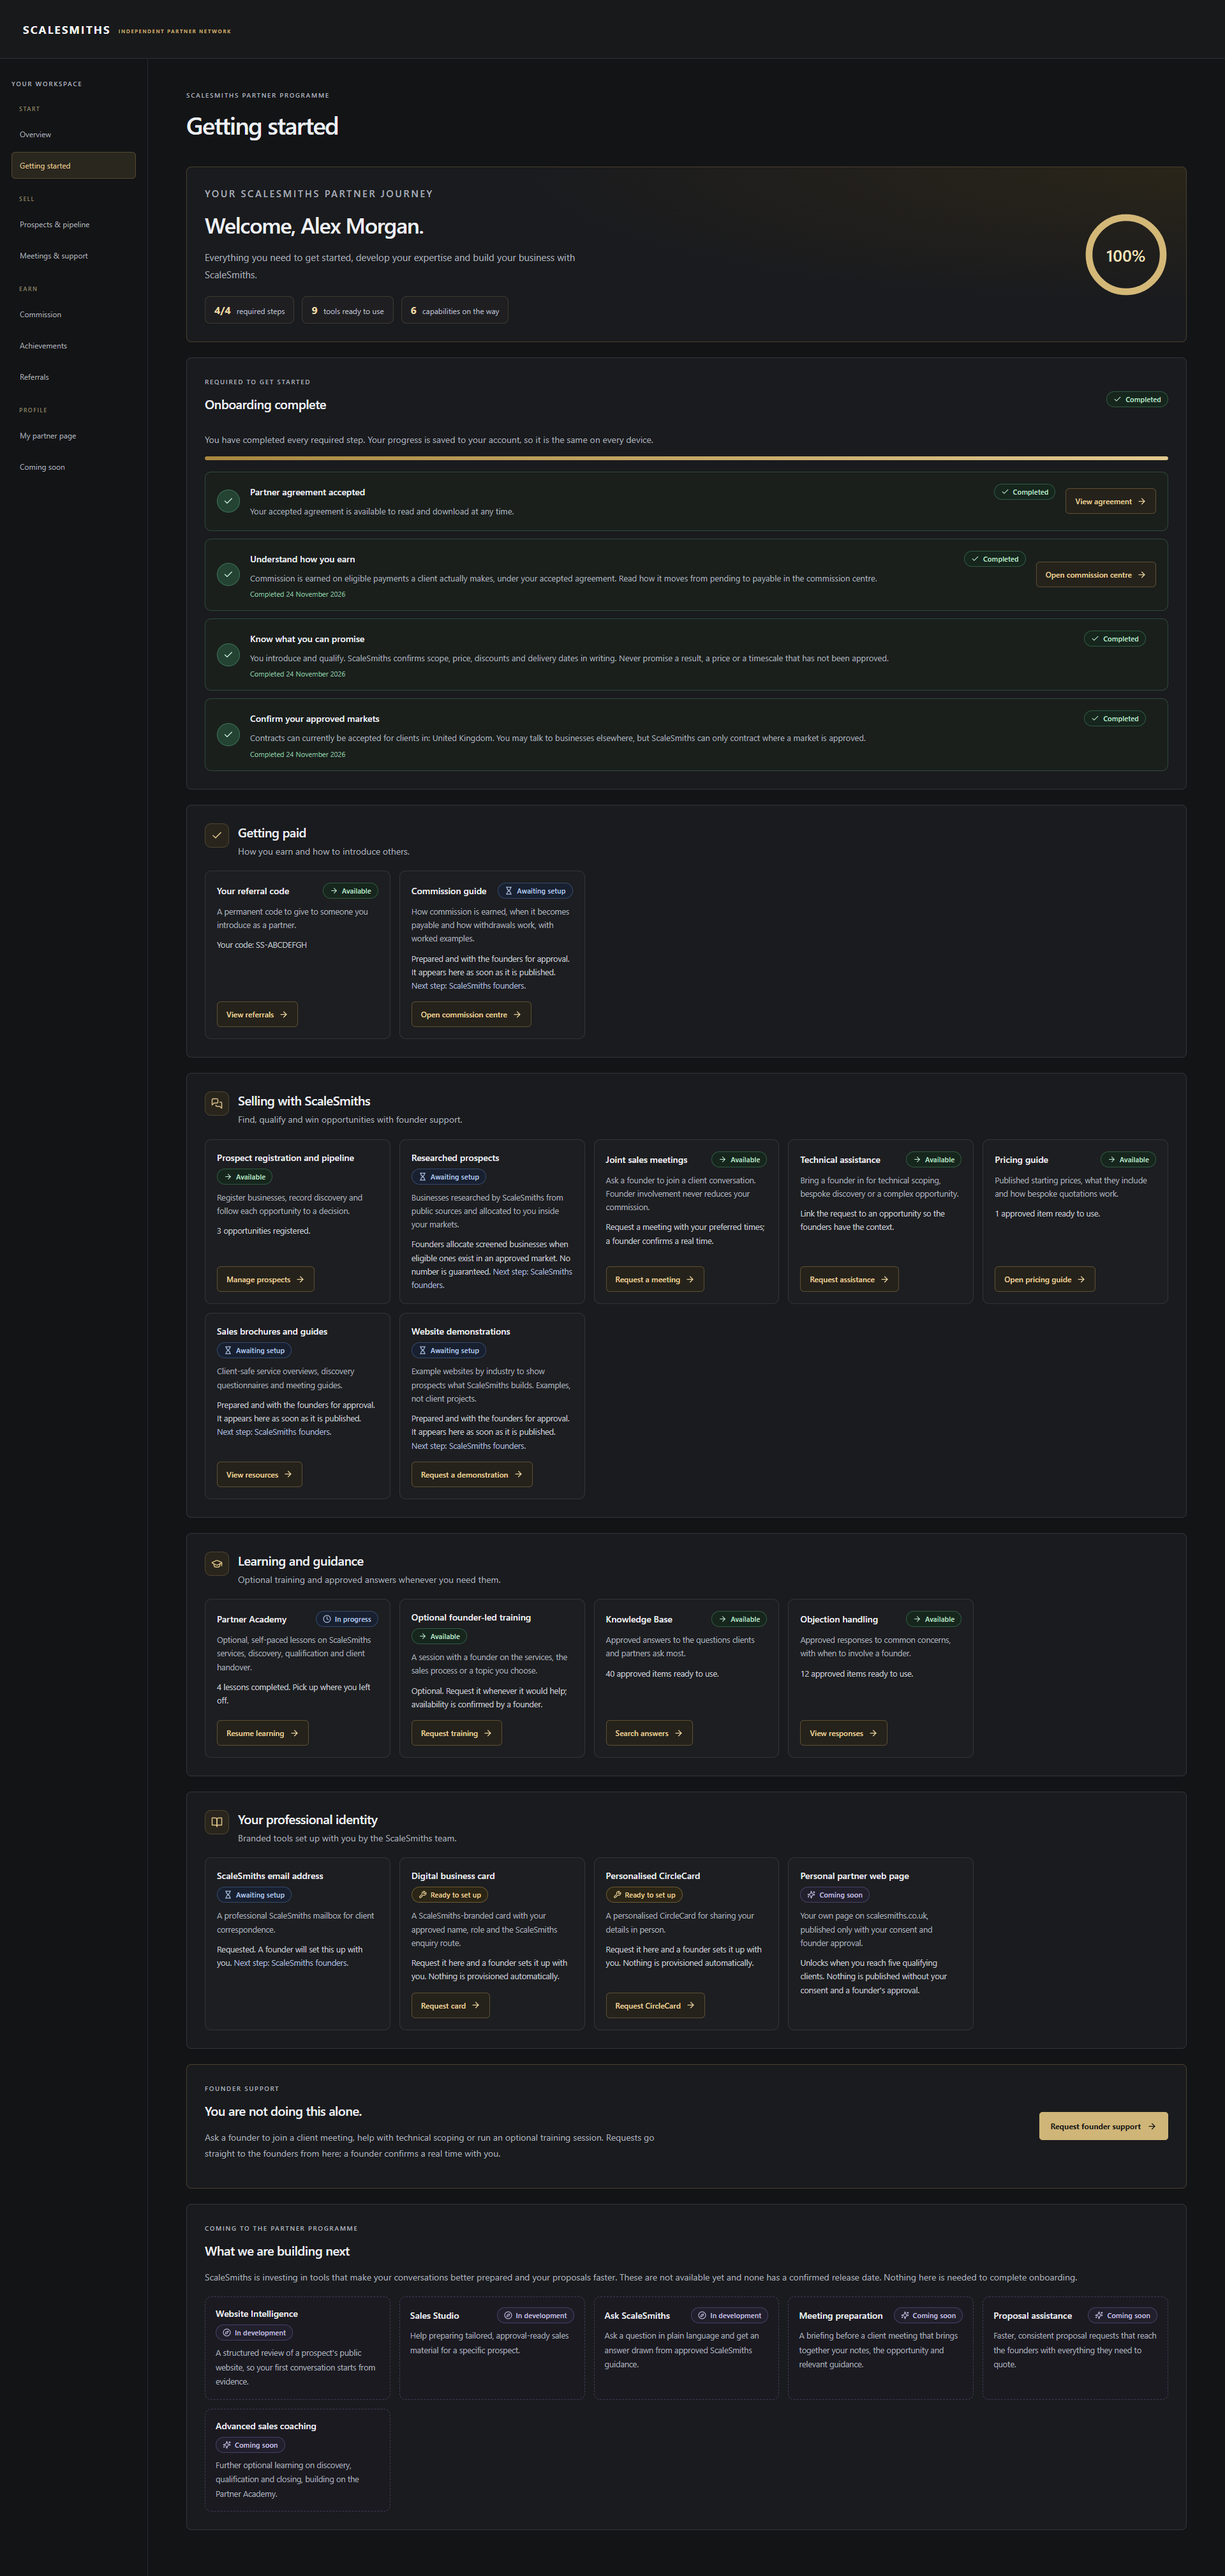 SCALESMITHS INDEPENDENT PARTNER NETWORK
YOUR WORKSPACE
START
Overview
Getting started
SELL
Prospects & pipeline
Meetings & support
EARN
Commission
Achievements
Referrals
PROFILE
My partner page
Coming soon
SCALESMITHS PARTNER PROGRAMME
Getting started
YOUR SCALESMITHS PARTNER JOURNEY
Welcome, Alex Morgan.
Everything you need to get started, develop your expertise and build your business with
ScaleSmiths.
4/4 required steps
9 tools ready to use
6 capabilities on the way
100%
REQUIRED TO GET STARTED
Onboarding complete
Completed
You have completed every required step. Your progress is saved to your account, so it is the same on every device.
Partner agreement accepted
Your accepted agreement is available to read and download at any time.
Completed
View agreement
Understand how you earn
Commission is earned on eligible payments a client actually makes, under your accepted agreement. Read how it moves from pending to payable in the commission centre.
Completed 24 November 2026
Completed
Open commission centre
Know what you can promise
You introduce and qualify. ScaleSmiths confirms scope, price, discounts and delivery dates in writing. Never promise a result, a price or a timescale that has not been approved.
Completed 24 November 2026
Completed
Confirm your approved markets
Contracts can currently be accepted for clients in: United Kingdom. You may talk to businesses elsewhere, but ScaleSmiths can only contract where a market is approved.
Completed 24 November 2026
Completed
Getting paid
How you earn and how to introduce others.
Your referral code
Available
A permanent code to give to someone you
introduce as a partner.
Your code: SS-ABCDEFGH
View referrals
Commission guide
Awaiting setup
How commission is earned, when it becomes
payable and how withdrawals work, with
worked examples.
Prepared and with the founders for approval.
It appears here as soon as it is published.
Next step: ScaleSmiths founders.
Open commission centre
Selling with ScaleSmiths
Find, qualify and win opportunities with founder support.
Prospect registration and pipeline
Available
Register businesses, record discovery and
follow each opportunity to a decision.
3 opportunities registered.
Manage prospects
Researched prospects
Awaiting setup
Businesses researched by ScaleSmiths from
public sources and allocated to you inside
your markets.
Founders allocate screened businesses when
eligible ones exist in an approved market. No
number is guaranteed. Next step: ScaleSmiths
founders.
Joint sales meetings
Available
Ask a founder to join a client conversation.
Founder involvement never reduces your
commission.
Request a meeting with your preferred times;
a founder confirms a real time.
Request a meeting
Technical assistance
Available
Bring a founder in for technical scoping,
bespoke discovery or a complex opportunity.
Link the request to an opportunity so the
founders have the context.
Request assistance
Pricing guide
Available
Published starting prices, what they include
and how bespoke quotations work.
1 approved item ready to use.
Open pricing guide
Sales brochures and guides
Awaiting setup
Client-safe service overviews, discovery
questionnaires and meeting guides.
Prepared and with the founders for approval.
It appears here as soon as it is published.
Next step: ScaleSmiths founders.
View resources
Website demonstrations
Awaiting setup
Example websites by industry to show
prospects what ScaleSmiths builds. Examples,
not client projects.
Prepared and with the founders for approval.
It appears here as soon as it is published.
Next step: ScaleSmiths founders.
Request a demonstration
Learning and guidance
Optional training and approved answers whenever you need them.
Partner Academy
In progress
Optional, self-paced lessons on ScaleSmiths
services, discovery, qualification and client
handover.
4 lessons completed. Pick up where you left
off.
Resume learning
Optional founder-led training
Available
A session with a founder on the services, the
sales process or a topic you choose.
Optional. Request it whenever it would help;
availability is confirmed by a founder.
Request training
Knowledge Base
Available
Approved answers to the questions clients
and partners ask most.
40 approved items ready to use.
Search answers
Objection handling
Available
Approved responses to common concerns,
with when to involve a founder.
12 approved items ready to use.
View responses
Your professional identity
Branded tools set up with you by the ScaleSmiths team.
ScaleSmiths email address
Awaiting setup
A professional ScaleSmiths mailbox for client
correspondence.
Requested. A founder will set this up with
you. Next step: ScaleSmiths founders.
Digital business card
Ready to set up
A ScaleSmiths-branded card with your
approved name, role and the ScaleSmiths
enquiry route.
Request it here and a founder sets it up with
you. Nothing is provisioned automatically.
Request card
Personalised CircleCard
Ready to set up
A personalised CircleCard for sharing your
details in person.
Request it here and a founder sets it up with
you. Nothing is provisioned automatically.
Request CircleCard
Personal partner web page
Coming soon
Your own page on scalesmiths.co.uk,
published only with your consent and
founder approval.
Unlocks when you reach five qualifying
clients. Nothing is published without your
consent and a founder's approval.
FOUNDER SUPPORT
You are not doing this alone.
Ask a founder to join a client meeting, help with technical scoping or run an optional training session. Requests go
straight to the founders from here; a founder confirms a real time with you.
Request founder support
COMING TO THE PARTNER PROGRAMME
What we are building next
ScaleSmiths is investing in tools that make your conversations better prepared and your proposals faster. These are not available yet and none has a confirmed release date. Nothing here is needed to complete onboarding.
Website Intelligence
In development
A structured review of a prospect's public
website, so your first conversation starts from
evidence.
Sales Studio
In development
Help preparing tailored, approval-ready sales
material for a specific prospect.
Ask ScaleSmiths
In development
Ask a question in plain language and get an
answer drawn from approved ScaleSmiths
guidance.
Meeting preparation
Coming soon
A briefing before a client meeting that brings
together your notes, the opportunity and
relevant guidance.
Proposal assistance
Coming soon
Faster, consistent proposal requests that reach
the founders with everything they need to
quote.
Advanced sales coaching
Coming soon
Further optional learning on discovery,
qualification and closing, building on the
Partner Academy.